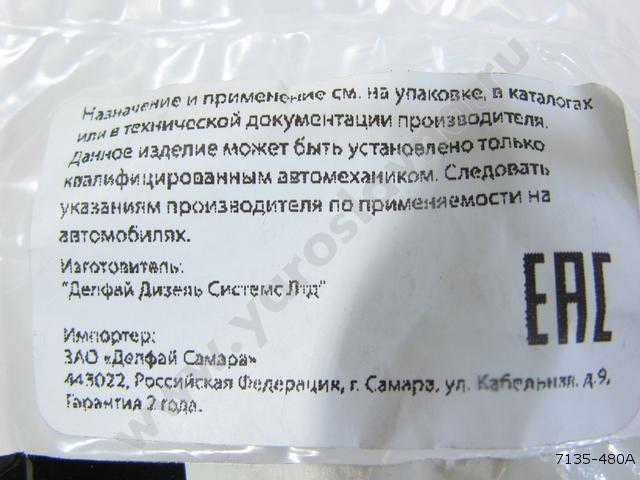 Назначение и применение см. на упаковке, в каталогах
или в технической документации производителя.
Данное изделие может быть установлено только
квалифицированным автомехаником. Следовать
указаниям производителя по применяемости на
автомобилях.
Изготовитель:
"Делфай Дизель Системс Лтд"
EAC
Импортер:
ЗАО «Делфай Самара»
443022, Российская Федерация, г. Самара, ул. Кабельная, д.9,
Гарантия 2 года.
7135-480A